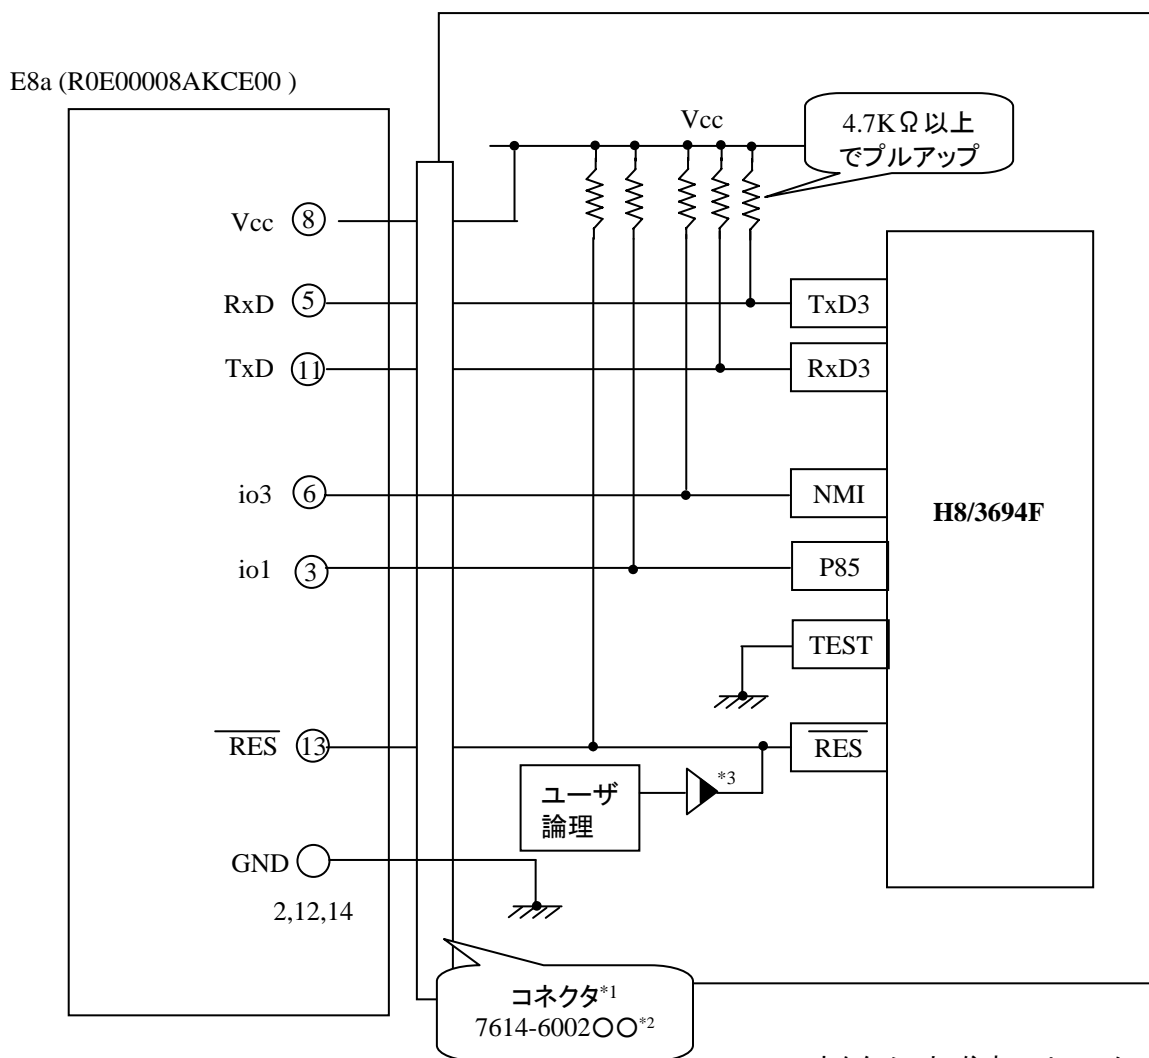 E8a (R0E00008AKCE00 )
Vcc
4.7KΩ以上
でプルアップ
Vcc 8
RxD 5
TxD3
TxD 11
RxD3
io3 6
NMI
H8/3694F
io1 3
P85
TEST
RES 13
RES
*3
ユーザ
論理
GND
2,12,14
コネクタ*1
7614-6002〇〇*2